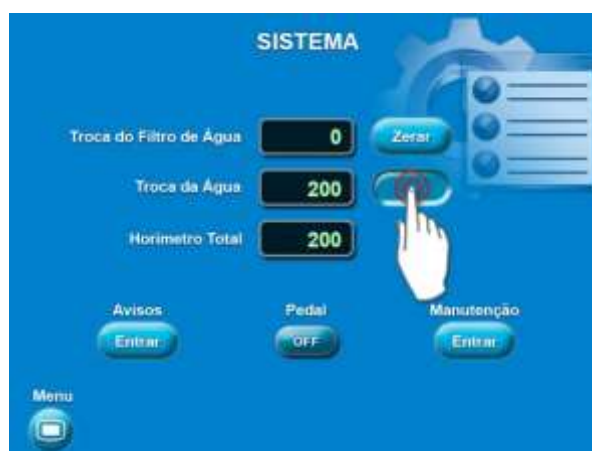 SISTEMA
Troca do Filtro de Água 0 Zerar
Troca da Água 200
Horimetro Total 200
Avisos Pedal Manutenção
Entrar OFF Entrar
Menu